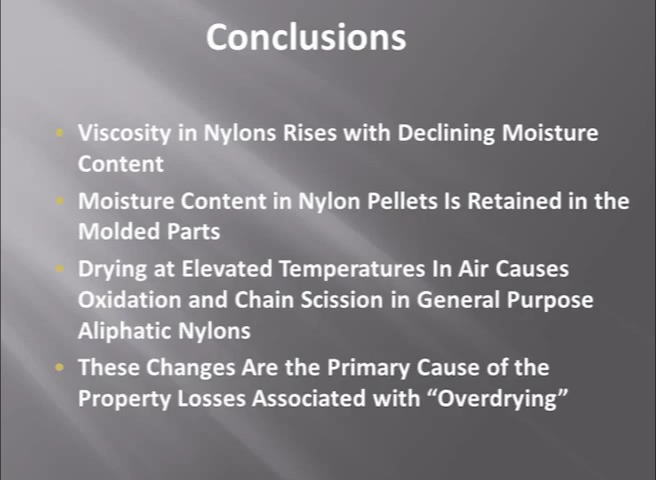 Conclusions
• Viscosity in Nylons Rises with Declining Moisture
Content
• Moisture Content in Nylon Pellets Is Retained in the
Molded Parts
• Drying at Elevated Temperatures In Air Causes
Oxidation and Chain Scission in General Purpose
Aliphatic Nylons
• These Changes Are the Primary Cause of the
Property Losses Associated with “Overdrying”